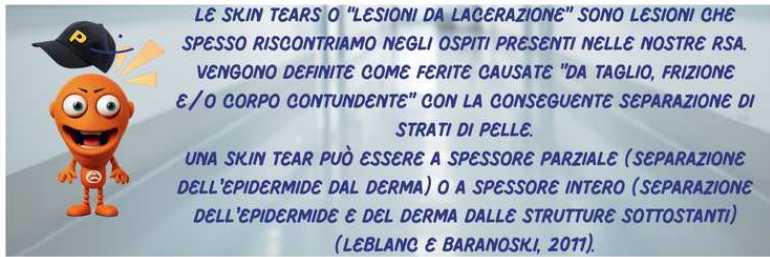 LE SKIN TEARS O "LESIONI DA LACERAZIONE" SONO LESIONI CHE
SPESSO RISCONTRIAMO NEGLI OSPITI PRESENTI NELLE NOSTRE RSA.
VENGONO DEFINITE COME FERITE CAUSATE "DA TAGLIO, FRIZIONE
E/O CORPO CONTUNDENTE" CON LA CONSEGUENTE SEPARAZIONE DI
STRATI DI PELLE.
UNA SKIN TEAR PUÒ ESSERE A SPESSORE PARZIALE (SEPARAZIONE
DELL'EPIDERMIDE DAL DERMA) O A SPESSORE INTERO (SEPARAZIONE
DELL'EPIDERMIDE E DEL DERMA DALLE STRUTTURE SOTTOSTANTI)
(LEBLANC E BARANOSKI, 2011).
P